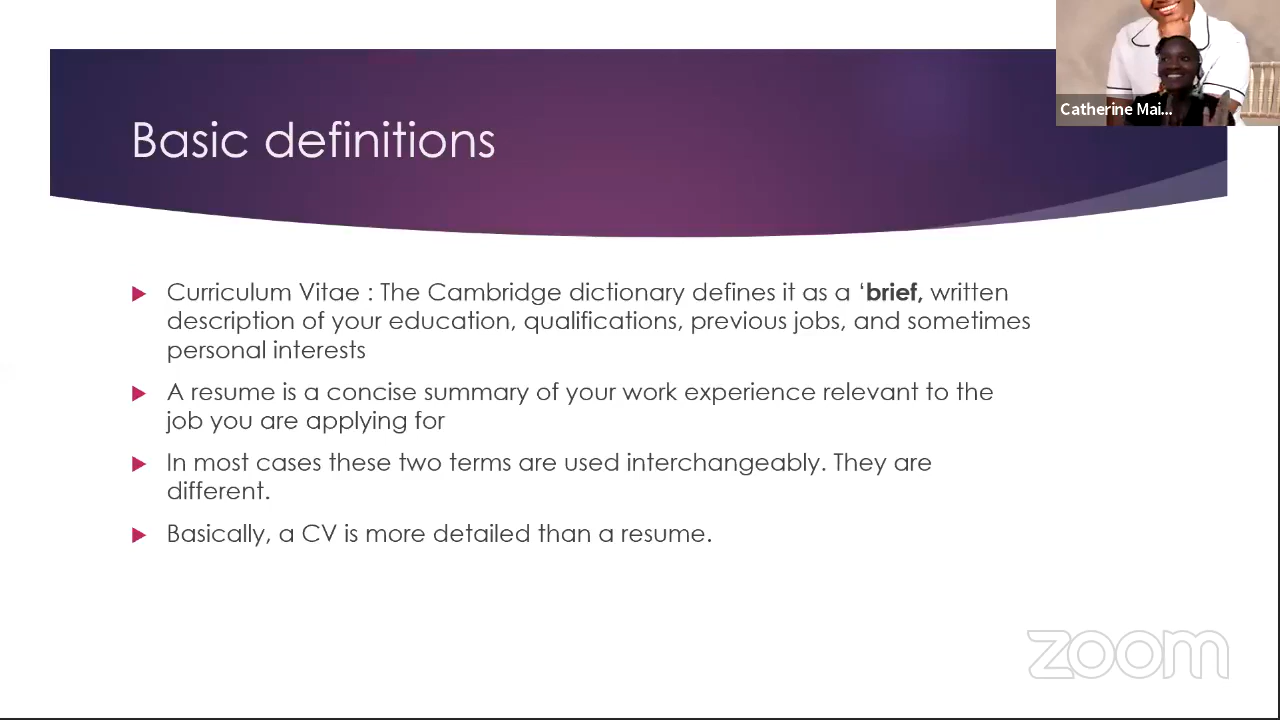 Catherine Mai...
Basic definitions
Curriculum Vitae : The Cambridge dictionary defines it as a ‘brief, written
description of your education, qualifications, previous jobs, and sometimes
personal interests
A resume is a concise summary of your work experience relevant to the
job you are applying for
In most cases these two terms are used interchangeably. They are
different.
Basically, a CV is more detailed than a resume.
zoom